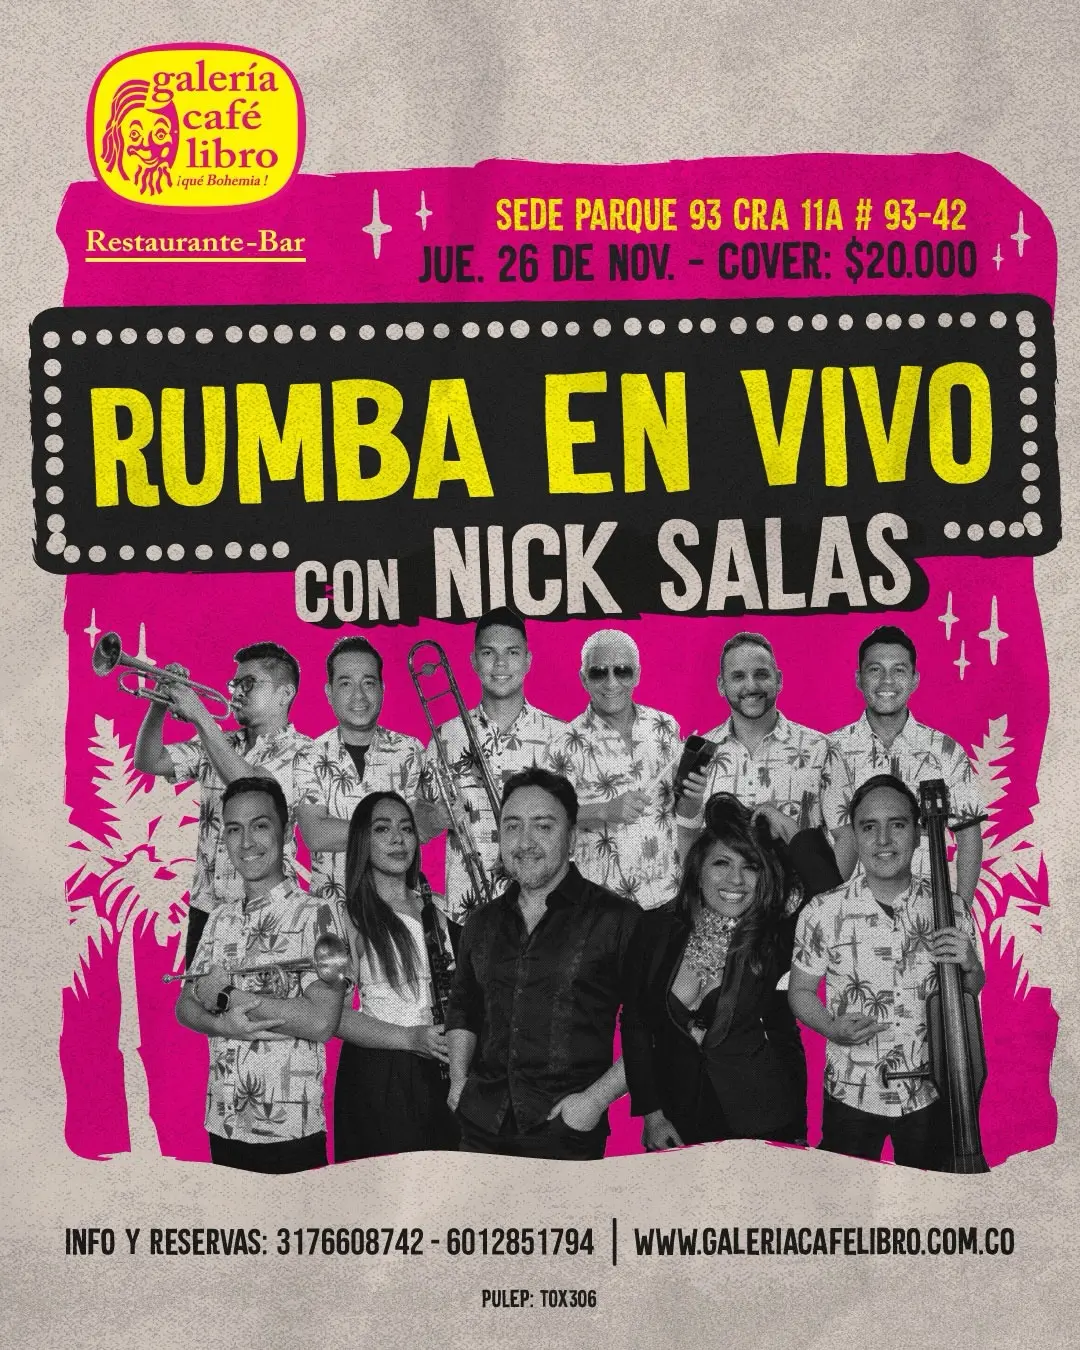 galería
café
libro
¡qué Bohemia!
Restaurante-Bar
SEDE PARQUE 93 CRA 11A # 93-42
JUE. 26 DE NOV. - COVER: $20.000
RUMBA EN VIVO
CON NICK SALAS
INFO Y RESERVAS: 3176608742 - 6012851794 | WWW.GALERIACAFELIBRO.COM.CO
PULEP: TOX306